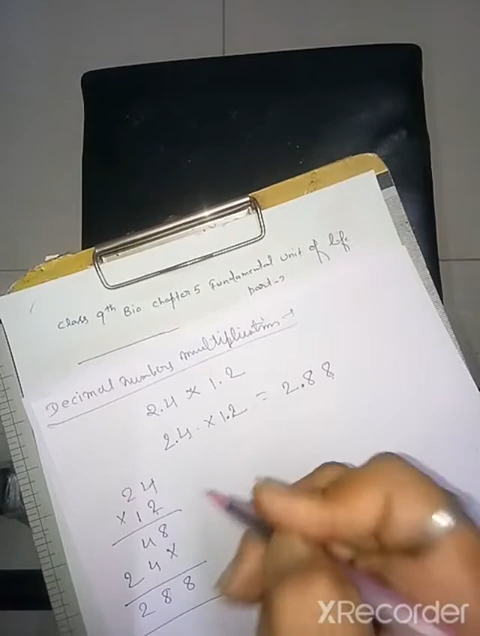 Class 9th Bio chapter 5 Fundamental unit of life
part-2
Decimal numbers multiplication →
2.4 × 1.2
2.4 × 1.2 = 2.88
24
× 12
48
24 ×
288
XRecorder